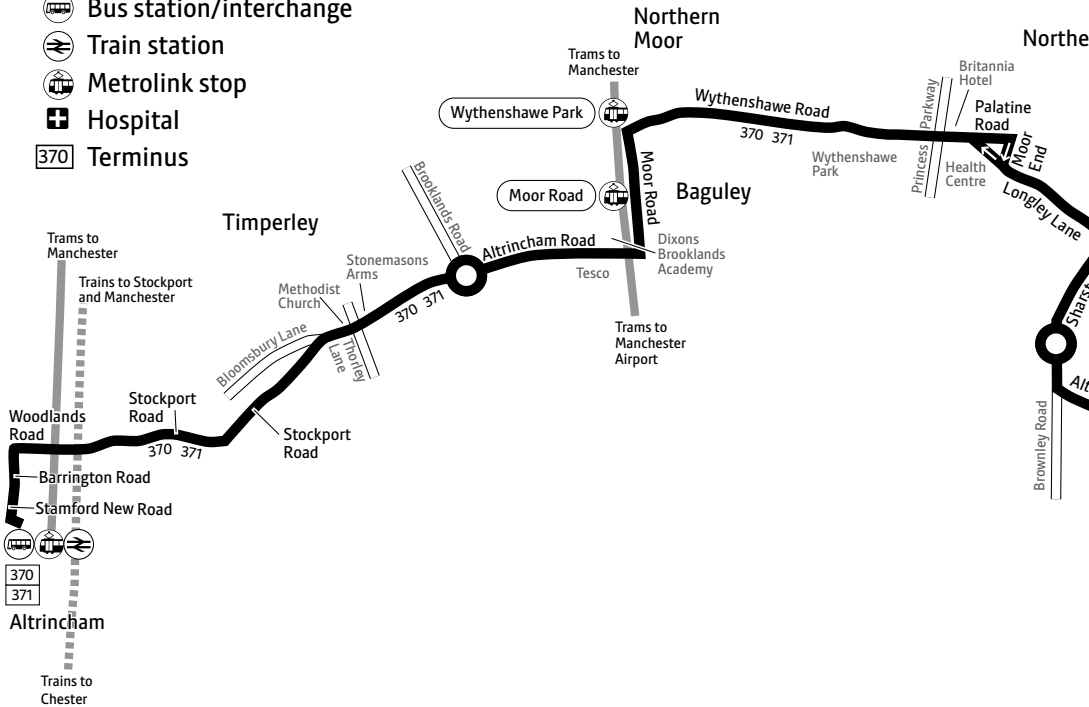 Bus station/interchange
Train station
Metrolink stop
Hospital
370 Terminus
Northern
Moor
Trams to
Manchester
Wythenshawe Park
Moor Road
Moor Road
Baguley
Wythenshawe Road
370 371
Wythenshawe
Park
Princess Parkway
Britannia
Hotel
Palatine
Road
Moor
End
Health
Centre
Longley Lane
Brownley Road
Timperley
Brooklands Road
Altrincham Road
Tesco
Dixons
Brooklands
Academy
Trams to
Manchester
Airport
Stonemasons
Arms
Methodist
Church
370 371
Bloomsbury Lane
Thorley
Lane
Trams to
Manchester
Trains to Stockport
and Manchester
Woodlands
Road
Stockport
Road
370 371
Stockport
Road
Barrington Road
Stamford New Road
370
371
Altrincham
Trains to
Chester